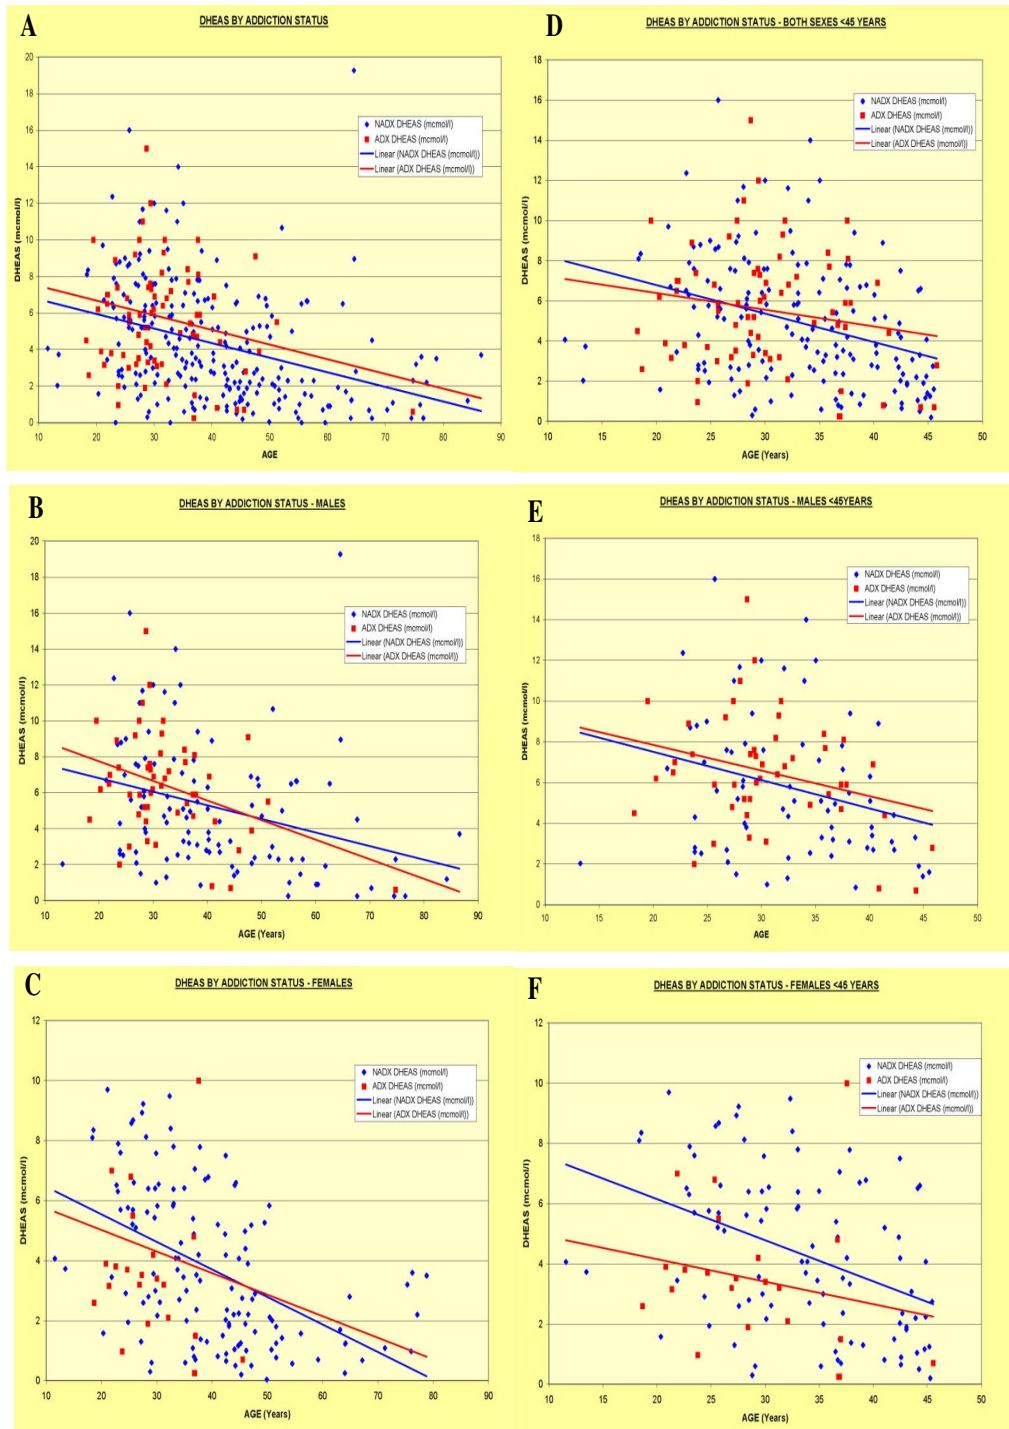 A
DHEAS BY ADDICTION STATUS
20
18
16
14
12
10
8
6
4
2
0
DHEAS (mcmol/l)
NADX DHEAS (mcmol/l)
ADX DHEAS (mcmol/l)
Linear (NADX DHEAS (mcmol/l))
Linear (ADX DHEAS (mcmol/l))
10 20 30 40 50 60 70 80 90
AGE
D
DHEAS BY ADDICTION STATUS - BOTH SEXES <45 YEARS
18
16
14
12
10
8
6
4
2
0
DHEAS (mcmol/l)
NADX DHEAS (mcmol/l)
ADX DHEAS (mcmol/l)
Linear (NADX DHEAS (mcmol/l))
Linear (ADX DHEAS (mcmol/l))
10 15 20 25 30 35 40 45 50
AGE (Years)
B
DHEAS BY ADDICTION STATUS - MALES
20
18
16
14
12
10
8
6
4
2
0
DHEAS (mcmol/l)
NADX DHEAS (mcmol/l)
ADX DHEAS (mcmol/l)
Linear (NADX DHEAS (mcmol/l))
Linear (ADX DHEAS (mcmol/l))
10 20 30 40 50 60 70 80 90
AGE (Years)
E
DHEAS BY ADDICTION STATUS - MALES <45YEARS
18
16
14
12
10
8
6
4
2
0
DHEAS (mcmol/l)
NADX DHEAS (mcmol/l)
ADX DHEAS (mcmol/l)
Linear (NADX DHEAS (mcmol/l))
Linear (ADX DHEAS (mcmol/l))
10 15 20 25 30 35 40 45 50
AGE
C
DHEAS BY ADDICTION STATUS - FEMALES
12
10
8
6
4
2
0
DHEAS (mcmol/l)
NADX DHEAS (mcmol/l)
ADX DHEAS (mcmol/l)
Linear (NADX DHEAS (mcmol/l))
Linear (ADX DHEAS (mcmol/l))
10 20 30 40 50 60 70 80 90
AGE (Years)
F
DHEAS BY ADDICTION STATUS - FEMALES <45 YEARS
12
10
8
6
4
2
0
DHEAS (mcmol/l)
NADX DHEAS (mcmol/l)
ADX DHEAS (mcmol/l)
Linear (NADX DHEAS (mcmol/l))
Linear (ADX DHEAS (mcmol/l))
10 15 20 25 30 35 40 45 50
AGE (Years)